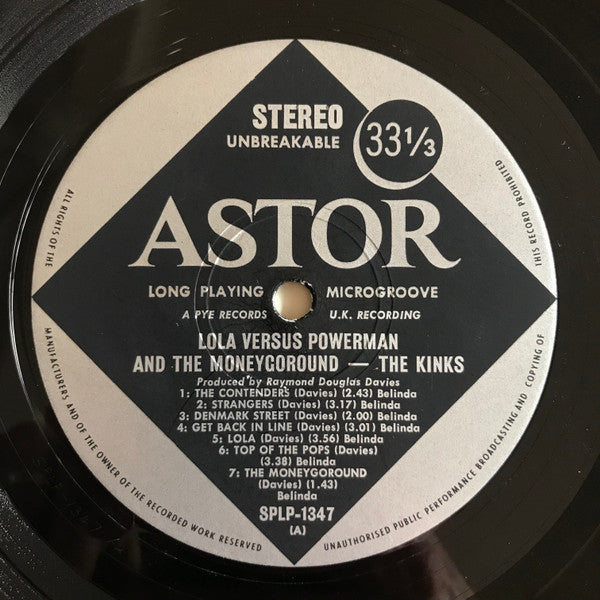 STEREO
UNBREAKABLE
33 1/3
ASTOR
LONG PLAYING MICROGROOVE
A PYE RECORDS U.K. RECORDING
LOLA VERSUS POWERMAN
AND THE MONEYGOROUND — THE KINKS
Produced by Raymond Douglas Davies
1: THE CONTENDERS (Davies) (2.43) Belinda
2: STRANGERS (Davies) (3.17) Belinda
3: DENMARK STREET (Davies) (2.00) Belinda
4: GET BACK IN LINE (Davies) (3.01) Belinda
5: LOLA (Davies) (3.56) Belinda
6: TOP OF THE POPS (Davies)
(3.38) Belinda
7: THE MONEYGOROUND
(Davies) (1.43)
Belinda
SPLP-1347
(A)
ALL RIGHTS OF THE
MANUFACTURERS AND OF THE OWNER OF THE RECORDED WORK RESERVED
UNAUTHORISED PUBLIC PERFORMANCE BROADCASTING AND COPYING OF
THIS RECORD PROHIBITED